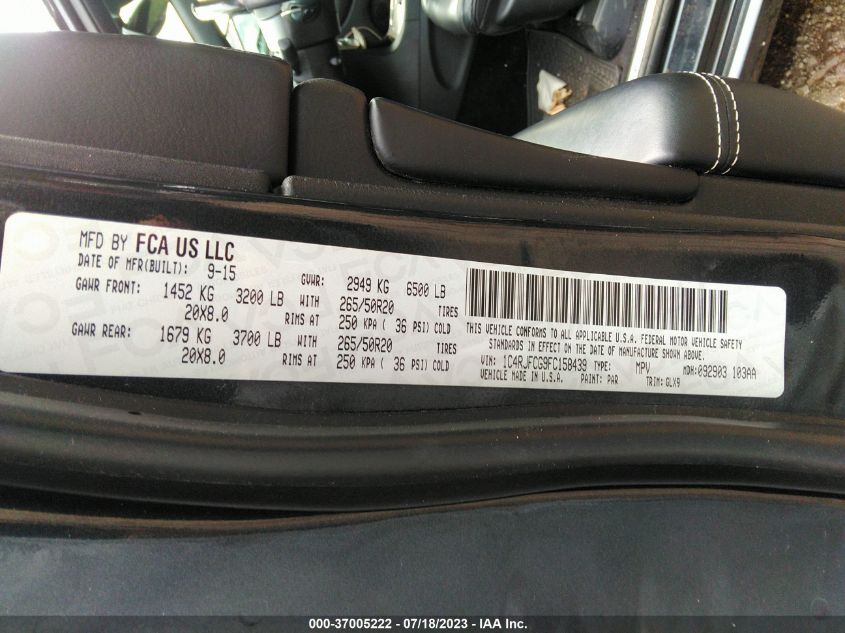 MFD BY FCA US LLC
DATE OF MFR(BUILT): 9-15 GVWR: 2949 KG 6500 LB
GAWR FRONT: 1452 KG 3200 LB WITH 265/50R20 TIRES
20X8.0 RIMS AT 250 KPA ( 36 PSI) COLD
GAWR REAR: 1679 KG 3700 LB WITH 265/50R20 TIRES
20X8.0 RIMS AT 250 KPA ( 36 PSI) COLD
THIS VEHICLE CONFORMS TO ALL APPLICABLE U.S.A. FEDERAL MOTOR VEHICLE SAFETY
STANDARDS IN EFFECT ON THE DATE OF MANUFACTURE SHOWN ABOVE.
VIN: 1C4RJFCG9FC158439 TYPE: MPV MDH:092903 103AA
VEHICLE MADE IN U.S.A. PAINT: PAR TRIM: GLX9
000-37005222 - 07/18/2023 - IAA Inc.